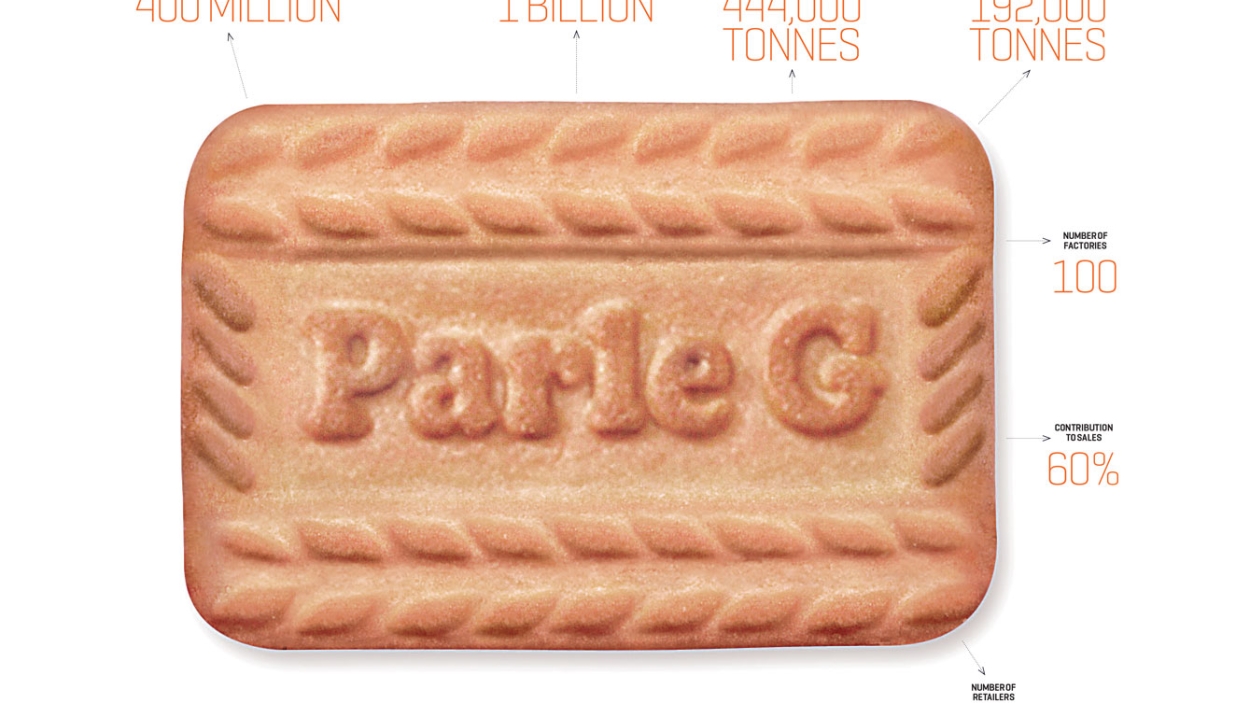 400 MILLION
1 BILLION
444,000
TONNES
192,000
TONNES
NUMBER OF
FACTORIES
100
Parle G
CONTRIBUTION
TO SALES
60%
NUMBER OF
RETAILERS